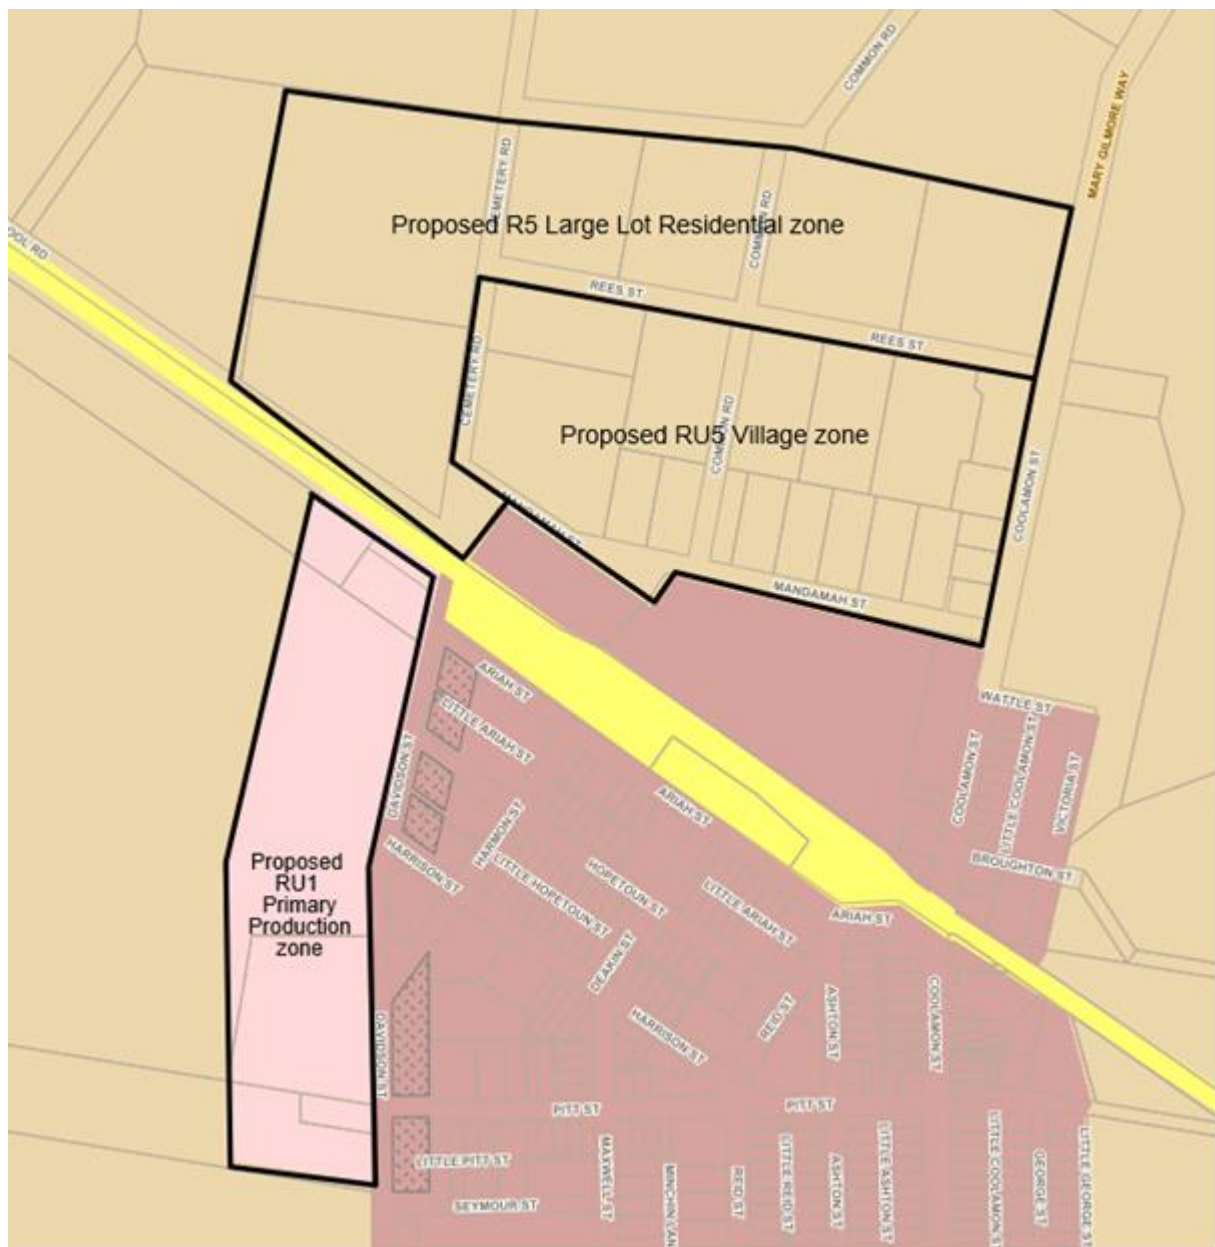 COMMON RD
MARY GILMORE WAY
CEMETERY RD
COMMON RD
Proposed R5 Large Lot Residential zone
OOL RD
REES ST
REES ST
CEMETERY RD
COMMON RD
Proposed RU5 Village zone
COOLAMON ST
MANDAMAH ST
MANDAMAH ST
WATTLE ST
ARIAH ST
LITTLE ARIAH ST
COOLAMON ST
LITTLE COOLAMON ST
VICTORIA ST
DAVIDSON ST
ARIAH ST
HARMON ST
HARRISON ST
BROUGHTON ST
Proposed
RU1
Primary
Production
zone
LITTLE HOPETOUN ST
HOPETOUN ST
LITTLE ARIAH ST
ARIAH ST
DEAKIN ST
DAVIDSON ST
HARRISON ST
REID ST
ASHTON ST
COOLAMON ST
PITT ST
PITT ST
LITTLE PITT ST
SEYMOUR ST
MAXWELL ST
MINCHIN LAN
REID ST
LITTLE REID ST
ASHTON ST
LITTLE ASHTON ST
LITTLE COOLAMON S
GEORGE ST
LITTLE GEORGE ST